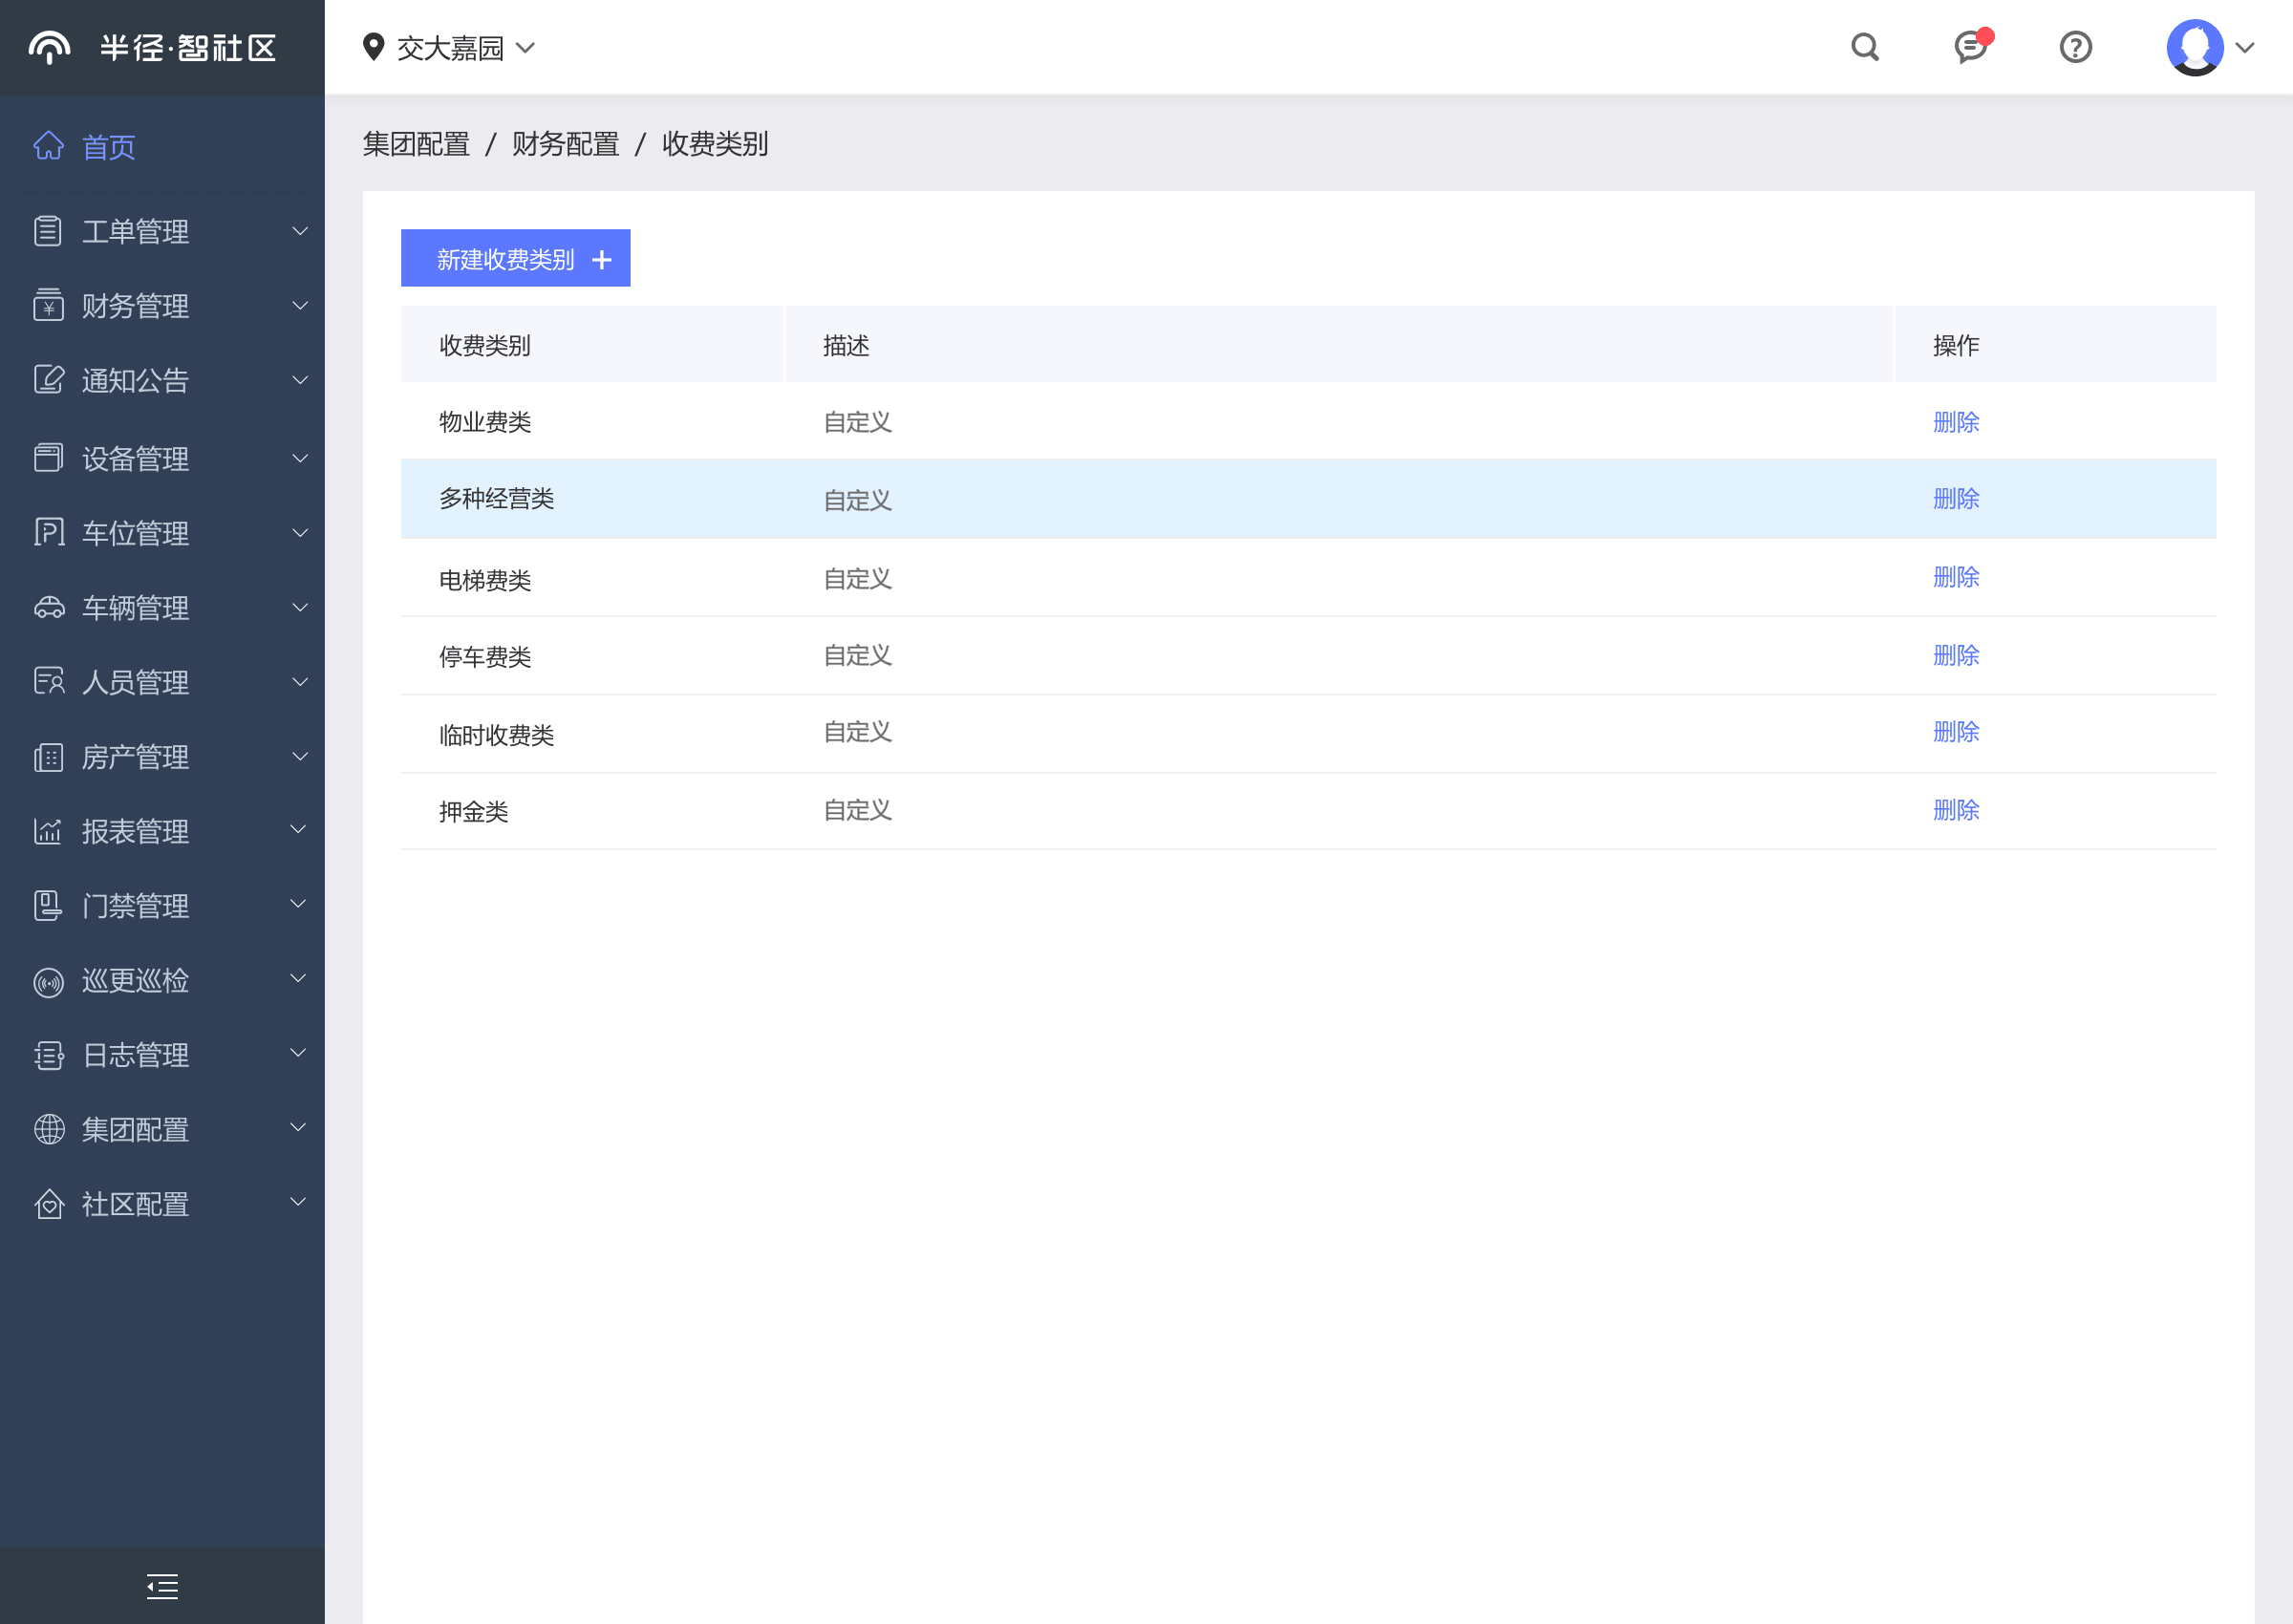 半径·智社区
交大嘉园
首页
工单管理
财务管理
通知公告
设备管理
车位管理
车辆管理
人员管理
房产管理
报表管理
门禁管理
巡更巡检
日志管理
集团配置
社区配置
集团配置 / 财务配置 / 收费类别
新建收费类别 +
收费类别 描述 操作
物业费类 自定义 删除
多种经营类 自定义 删除
电梯费类 自定义 删除
停车费类 自定义 删除
临时收费类 自定义 删除
押金类 自定义 删除